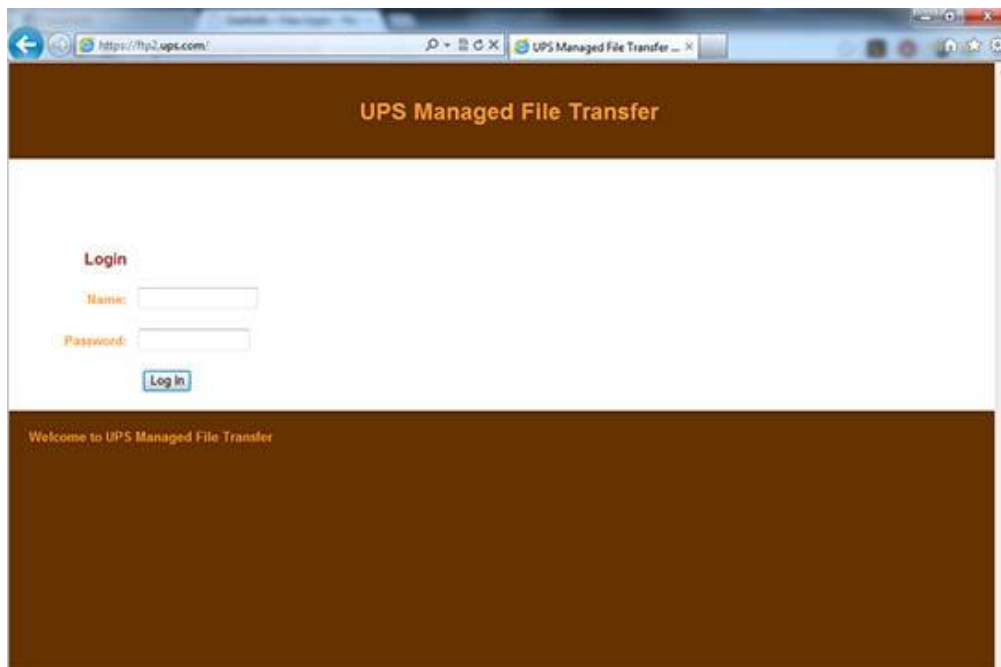 https://ftp2.ups.com/
UPS Managed File Transfer ...
UPS Managed File Transfer
Login
Name:
Password:
Log In
Welcome to UPS Managed File Transfer